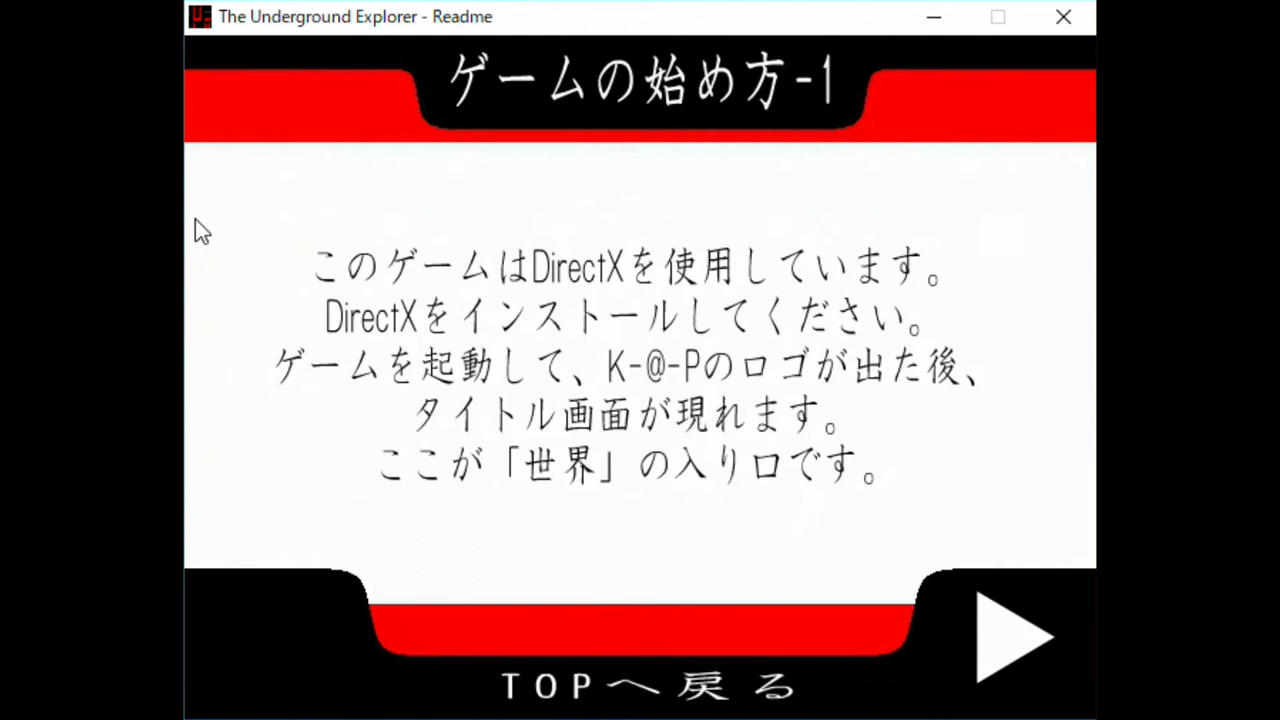 The Underground Explorer - Readme
ゲームの始め方-1
このゲームはDirectXを使用しています。
DirectXをインストールしてください。
ゲームを起動して、K-@-Pのロゴが出た後、
タイトル画面が現れます。
ここが「世界」の入り口です。
TOPへ戻る